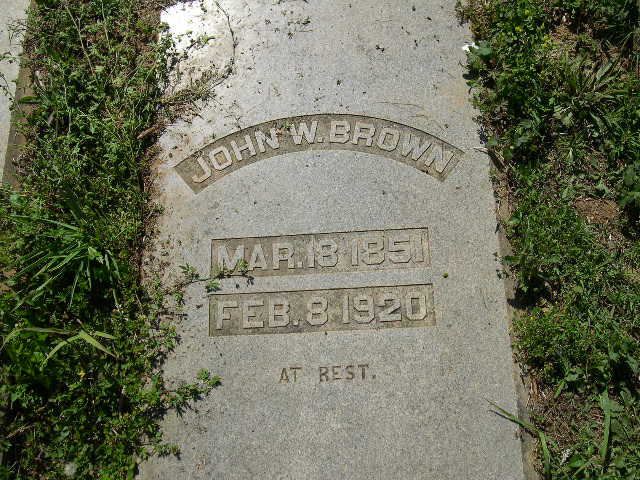 JOHN W. BROWN
MAR. 18 1851
FEB. 8 1920
AT REST.